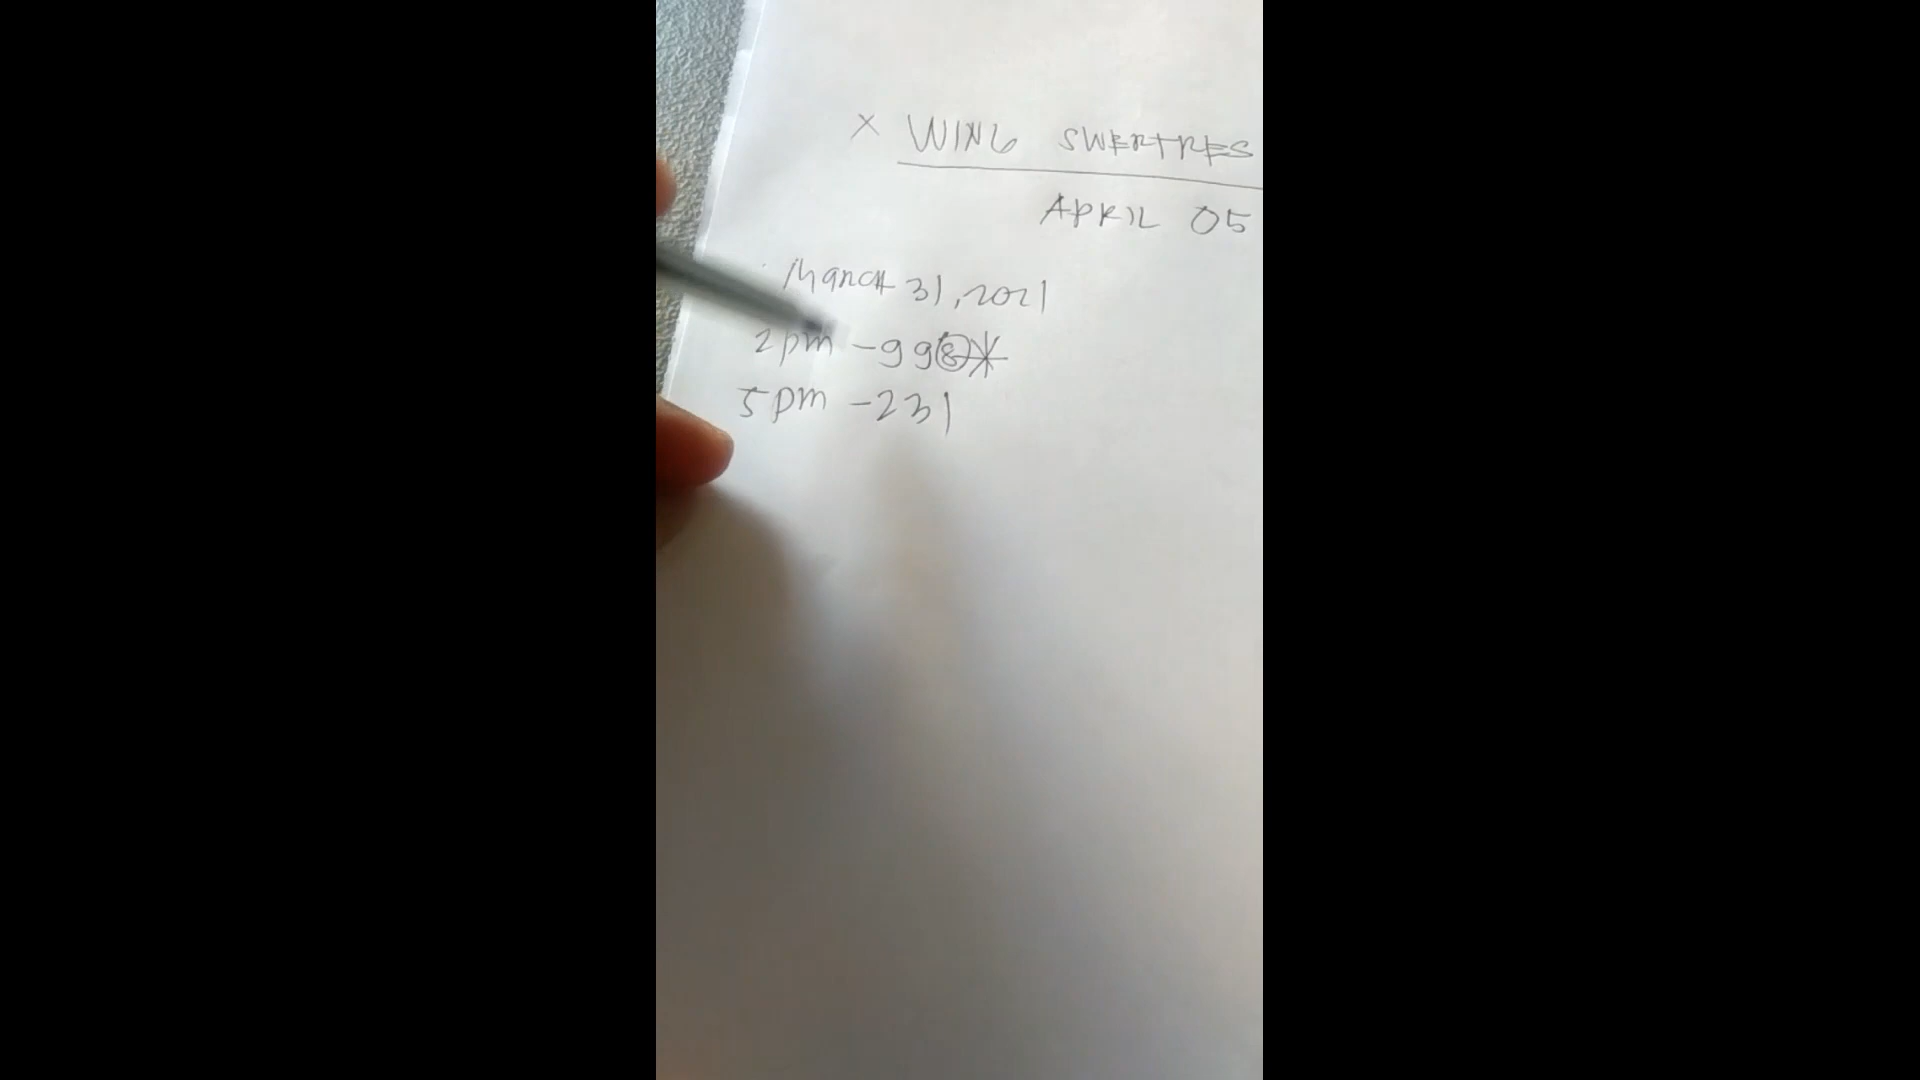 X WING SWERTRES
APRIL 05
March 31, 2021
2pm - 998*
5pm - 231